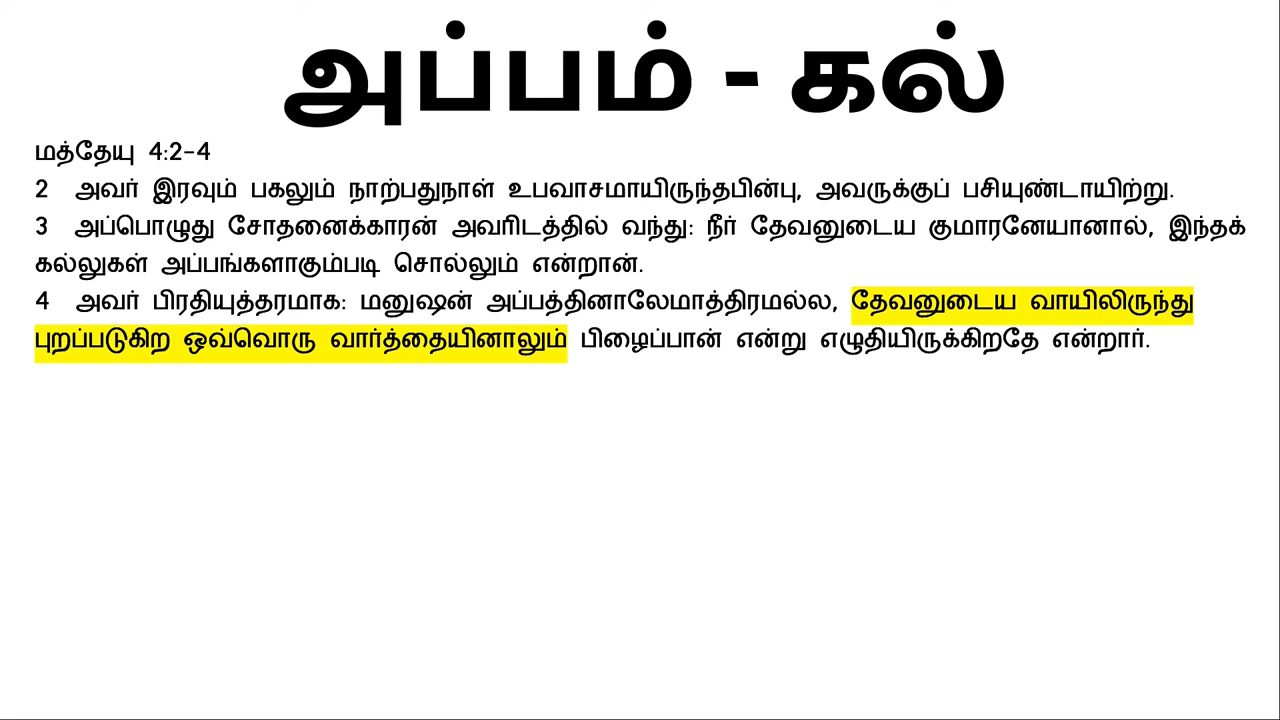 அப்பம் - கல்
மத்தேயு 4:2-4
2 அவர் இரவும் பகலும் நாற்பதுநாள் உபவாசமாயிருந்தபின்பு, அவருக்குப் பசியுண்டாயிற்று.
3 அப்பொழுது சோதனைக்காரன் அவரிடத்தில் வந்து: நீர் தேவனுடைய குமாரனேயானால், இந்தக்
கல்லுகள் அப்பங்களாகும்படி சொல்லும் என்றான்.
4 அவர் பிரதியுத்தரமாக: மனுஷன் அப்பத்தினாலேமாத்திரமல்ல, தேவனுடைய வாயிலிருந்து
புறப்படுகிற ஒவ்வொரு வார்த்தையினாலும் பிழைப்பான் என்று எழுதியிருக்கிறதே என்றார்.